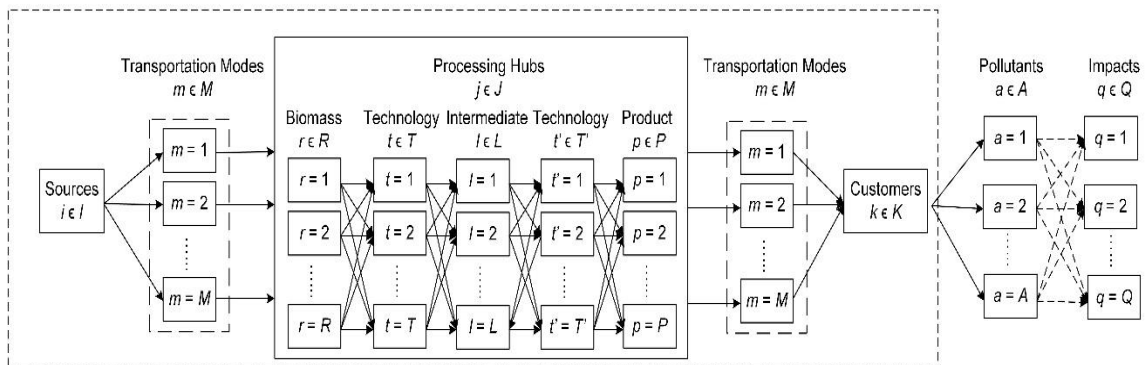 Transportation Modes
m ∈ M
m = 1
m = 2
m = M
Sources
i ∈ I
Processing Hubs
j ∈ J
Biomass
r ∈ R
r = 1
r = 2
r = R
Technology
t ∈ T
t = 1
t = 2
t = T
Intermediate
l ∈ L
l = 1
l = 2
l = L
Technology
t' ∈ T'
t' = 1
t' = 2
t' = T'
Product
p ∈ P
p = 1
p = 2
p = P
Transportation Modes
m ∈ M
m = 1
m = 2
m = M
Customers
k ∈ K
Pollutants
a ∈ A
a = 1
a = 2
a = A
Impacts
q ∈ Q
q = 1
q = 2
q = Q